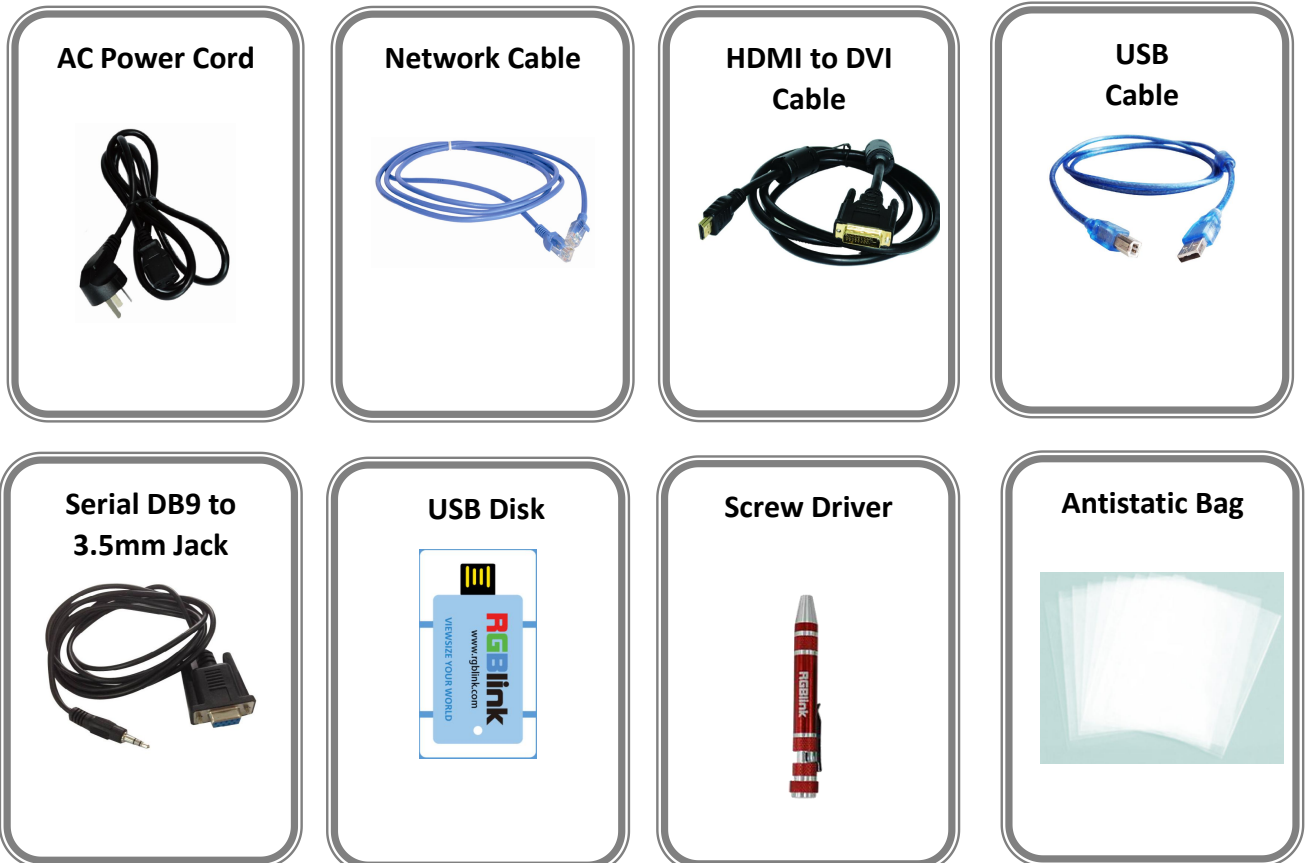 AC Power Cord
Network Cable
HDMI to DVI
Cable
USB
Cable
Serial DB9 to
3.5mm Jack
USB Disk
RGBlink
www.rgblink.com
VIEWSIZE YOUR WORLD
Screw Driver
RGBlink
Antistatic Bag